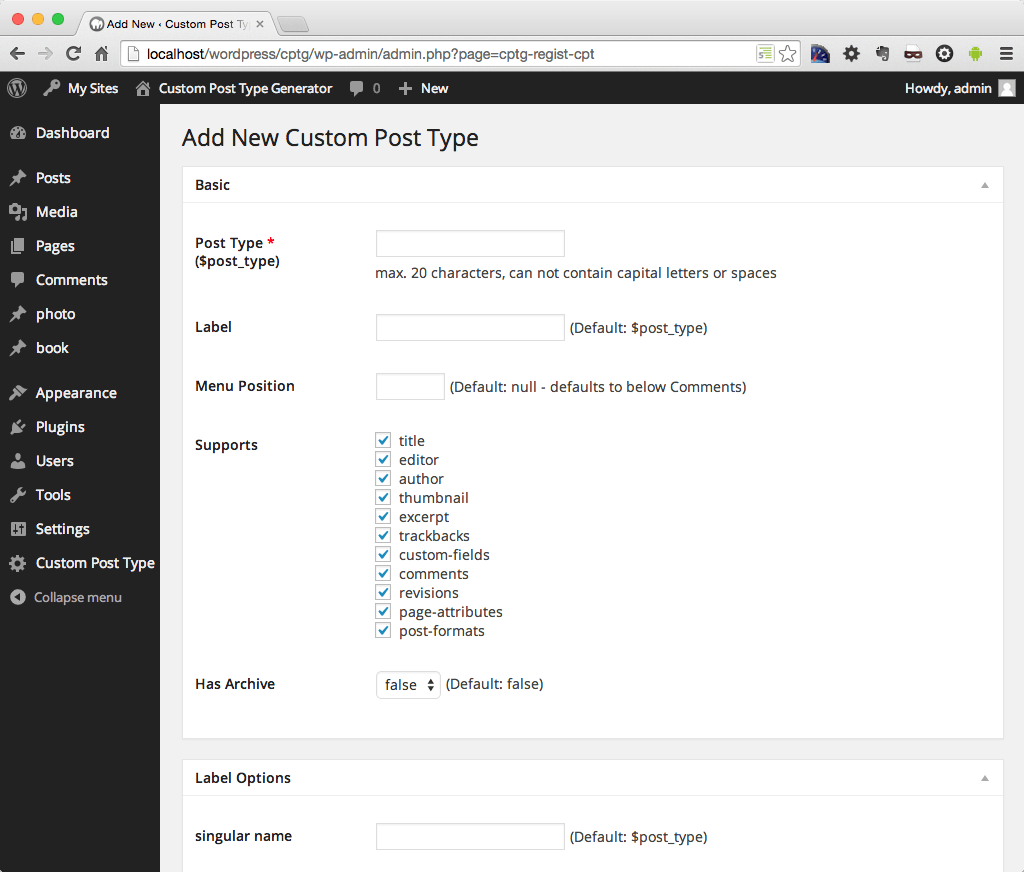 Add New ‹ Custom Post Ty
localhost/wordpress/cptg/wp-admin/admin.php?page=cptg-regist-cpt
My Sites Custom Post Type Generator 0 New Howdy, admin
Dashboard
Posts
Media
Pages
Comments
photo
book
Appearance
Plugins
Users
Tools
Settings
Custom Post Type
Collapse menu
Add New Custom Post Type
Basic
Post Type *
($post_type)
max. 20 characters, can not contain capital letters or spaces
Label (Default: $post_type)
Menu Position (Default: null - defaults to below Comments)
Supports
title
editor
author
thumbnail
excerpt
trackbacks
custom-fields
comments
revisions
page-attributes
post-formats
Has Archive false (Default: false)
Label Options
singular name (Default: $post_type)